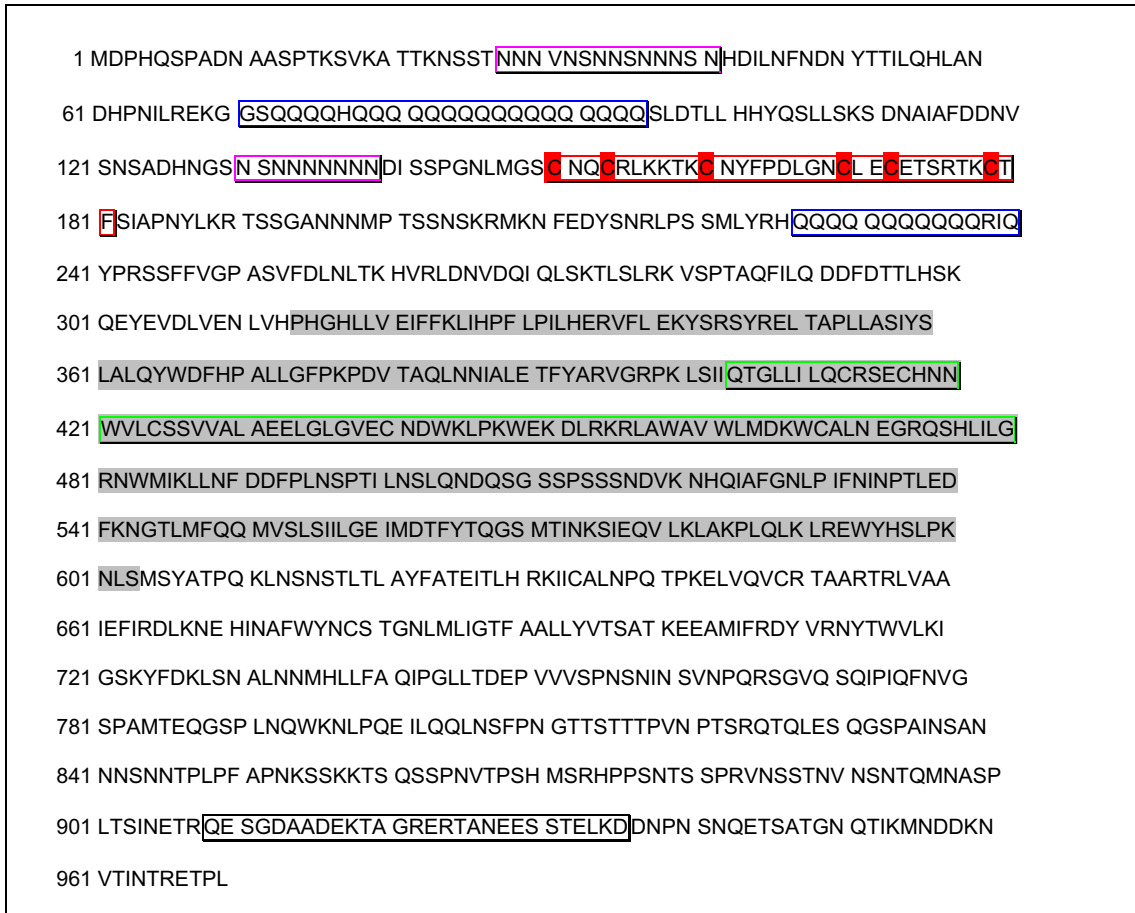 1 MDPHQSPADN AASPTKSVKA TTKNSSTNNN VNSNNSNNNS NHDILNFNDN YTTILQHLAN
61 DHPNILREKG GSQQQQHQQQ QQQQQQQQQQ QQQQSLDTLL HHYQSLLSKS DNAIAFDDNV
121 SNSADHNGSN SNNNNNNNDI SSPGNLMGSC NQCRLKKTKC NYFPDLGNCL ECETSRTKCT
181 FSIAPNYLKR TSSGANNNMP TSSNSKRMKN FEDYSNRLPS SMLYRHQQQQ QQQQQQQRIQ
241 YPRSSFFVGP ASVFDLNLTK HVRLDNVDQI QLSKTLSLRK VSPTAQFILQ DDFDTTLHSK
301 QEYEVDLVEN LVHPHGHLLV EIFFKLIHPF LPILHERVFL EKYSRSYREL TAPLLASIYS
361 LALQYWDFHP ALLGFPKPDV TAQLNNIALE TFYARVGRPK LSIIQTGLLI LQCRSECHNN
421 WVLCSSVVAL AEELGLGVEC NDWKLPKWEK DLRKRLAWAV WLMDKWCALN EGRQSHLILG
481 RNWMIKLLNF DDFPLNSPTI LNSLQNDQSG SSPSSSNDVK NHQIAFGNLP IFNINPTLED
541 FKNGTLMFQQ MVSLSIILGE IMDTFYTQGS MTINKSIEQV LKLAKPLQLK LREWYHSLPK
601 NLSMSYATPQ KLNSNSTLTL AYFATEITLH RKIICALNPQ TPKELVQVCR TAARTRLVAA
661 IEFIRDLKNE HINAFWYNCS TGNLMLIGTF AALLYVTSAT KEEAMIFRDY VRNYTWVLKI
721 GSKYFDKLSN ALNNMHLLFA QIPGLLTDEP VVVSPNSNIN SVNPQRSGVQ SQIPIQFNVG
781 SPAMTEQGSP LNQWKNLPQE ILQQLNSFPN GTTSTTTPVN PTSRQTQLES QGSPAINSAN
841 NNSNNTPLPF APNKSSKKTS QSSPNVTPSH MSRHPPSNTS SPRVNSSTNV NSNTQMNASP
901 LTSINETRQE SGDAADEKTA GRERTANEES STELKDDNPN SNQETSATGN QTIKMNDDKN
961 VTINTRETPL